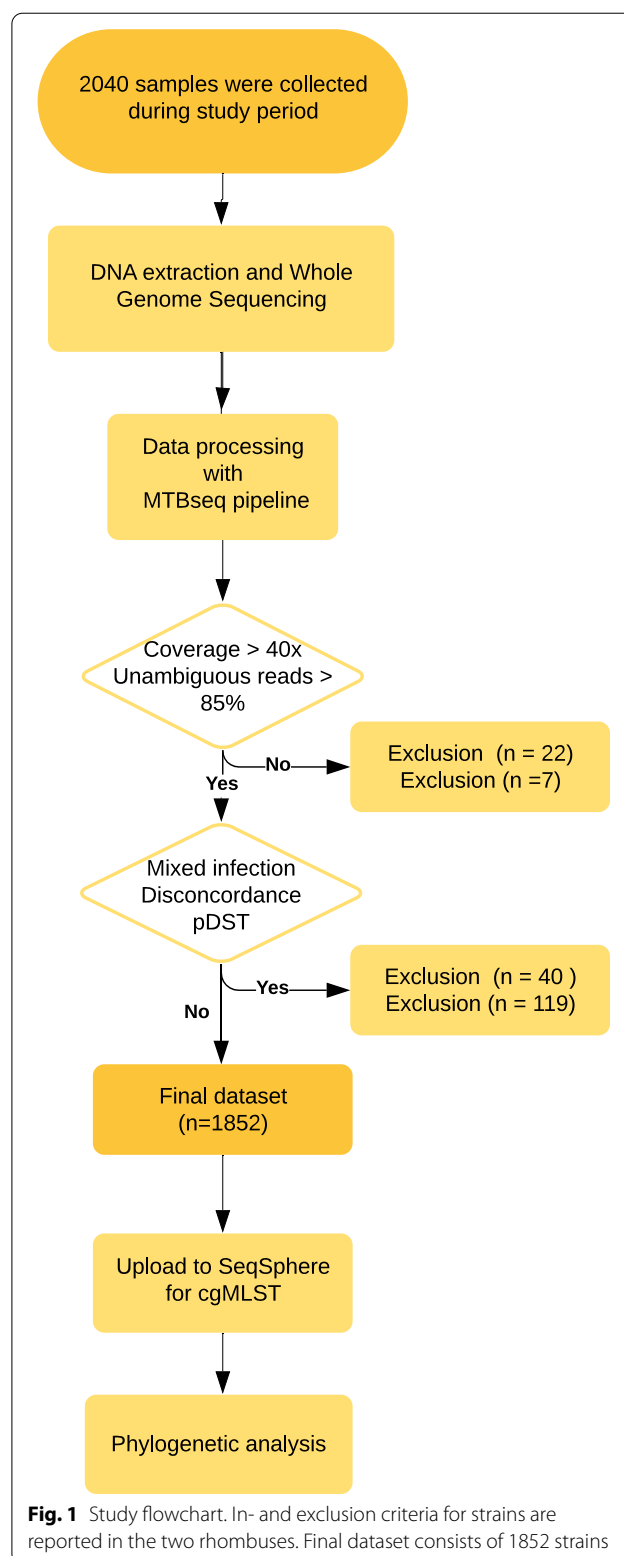 2040 samples were collected
during study period
DNA extraction and Whole
Genome Sequencing
Data processing
with
MTBseq pipeline
Coverage > 40x
Unambiguous reads >
85%
No
Exclusion (n = 22)
Exclusion (n =7)
Yes
Mixed infection
Disconcordance
pDST
Yes
Exclusion (n = 40 )
Exclusion (n = 119)
No
Final dataset
(n=1852)
Upload to SeqSphere
for cgMLST
Phylogenetic analysis
Fig. 1 Study flowchart. In- and exclusion criteria for strains are
reported in the two rhombuses. Final dataset consists of 1852 strains